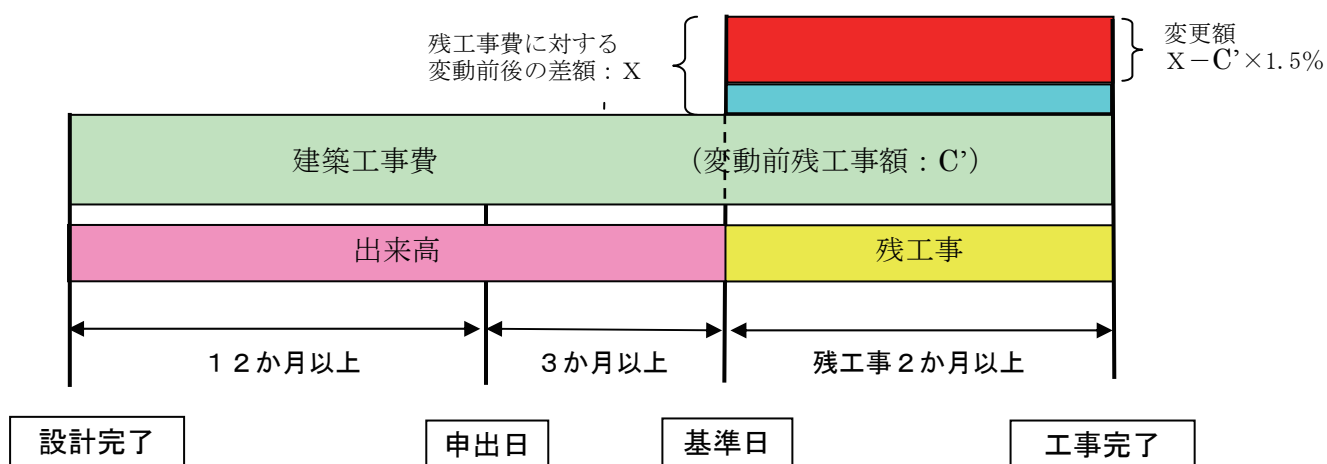 残工事費に対する
変動前後の差額：X
変更額
X－C’×1.5%
建築工事費
（変動前残工事額：C’）
出来高
残工事
１２か月以上
３か月以上
残工事２か月以上
設計完了
申出日
基準日
工事完了